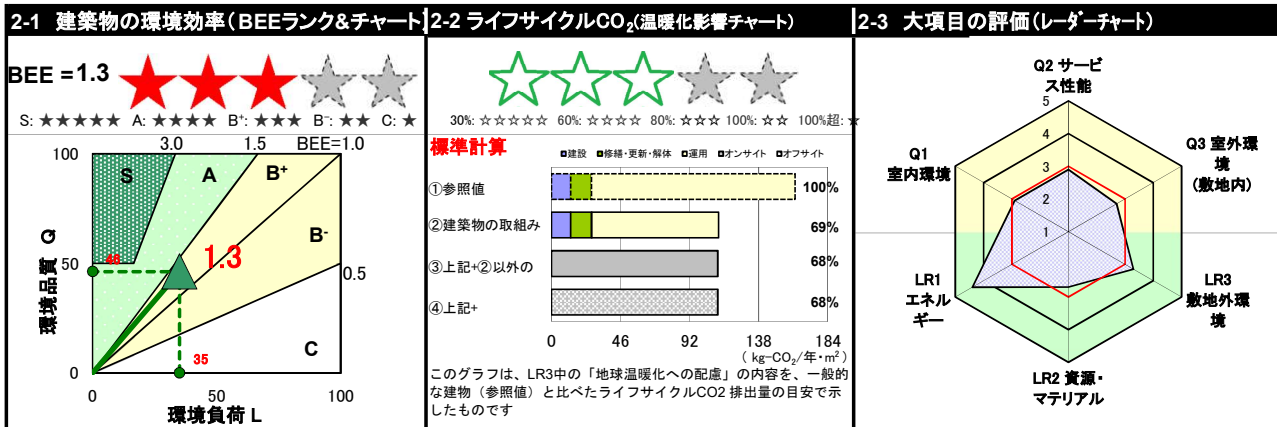 2-1 建築物の環境効率(BEEランク&チャート)
BEE = 1.3
S: ★★★★★ A: ★★★★ B⁺: ★★★ B⁻: ★★ C: ★
3.0 1.5 BEE=1.0
100
S
A
B⁺
B⁻
環境品質 Q
46
1.3
50
0.5
C
35
0
0 50 100
環境負荷 L
2-2 ライフサイクルCO₂(温暖化影響チャート)
30%: ☆☆☆☆☆ 60%: ☆☆☆☆ 80%: ☆☆☆ 100%: ☆☆ 100%超: ★
標準計算
■建設 ■修繕・更新・解体 □運用 ■オンサイト ■オフサイト
①参照値 100%
②建築物の取組み 69%
③上記+②以外の 68%
④上記+ 68%
0 46 92 138 184
( kg-CO₂/年・m²)
このグラフは、LR3中の「地球温暖化への配慮」の内容を、一般的
な建物(参照値)と比べたライフサイクルCO2 排出量の目安で示
したものです
2-3 大項目の評価(レーダーチャート)
Q2 サービ
ス性能
5
4
3
2
1
Q1
室内環境
Q3 室外環
境
(敷地内)
LR1
エネル
ギー
LR3
敷地外環
境
LR2 資源・
マテリアル